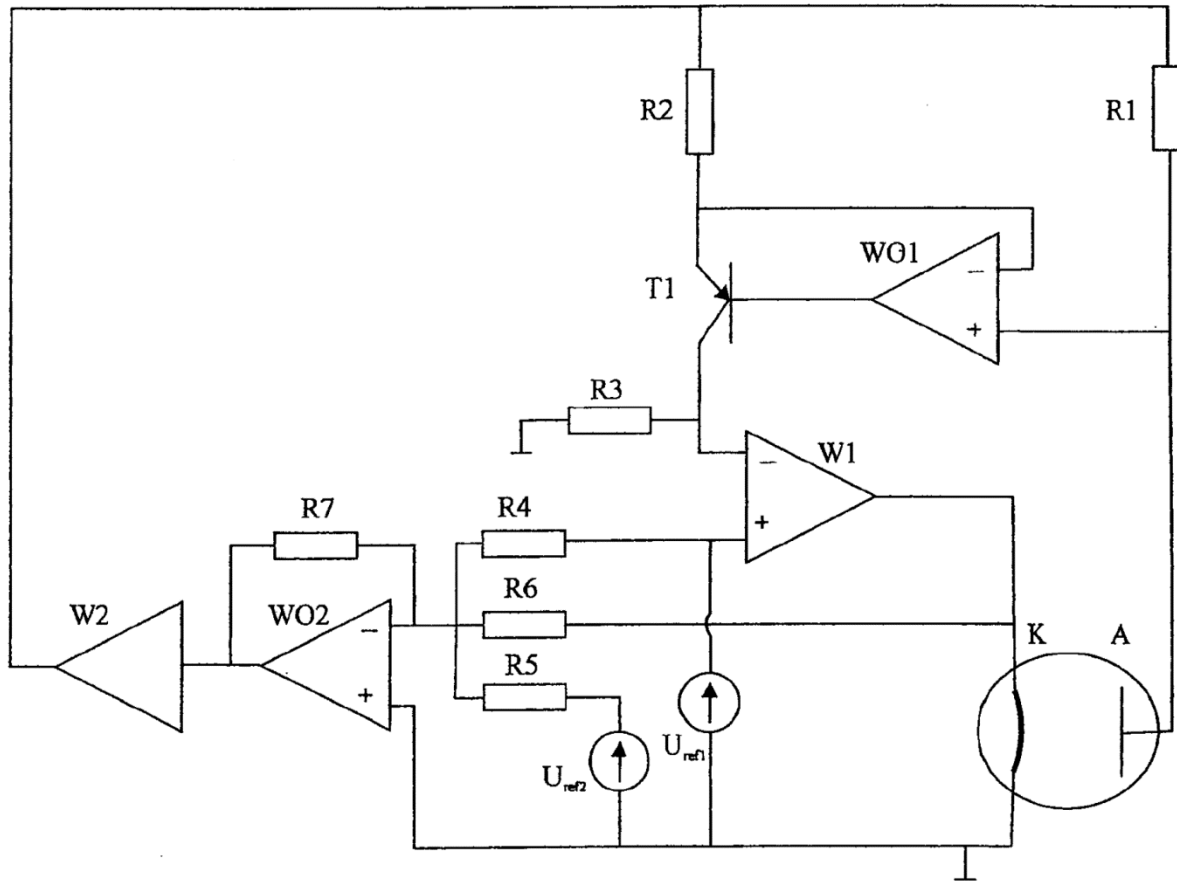 R2
R1
WO1
−
+
T1
R3
W1
−
+
R4
R7
R6
W2
WO2
−
+
R5
K
A
Uref1
Uref2